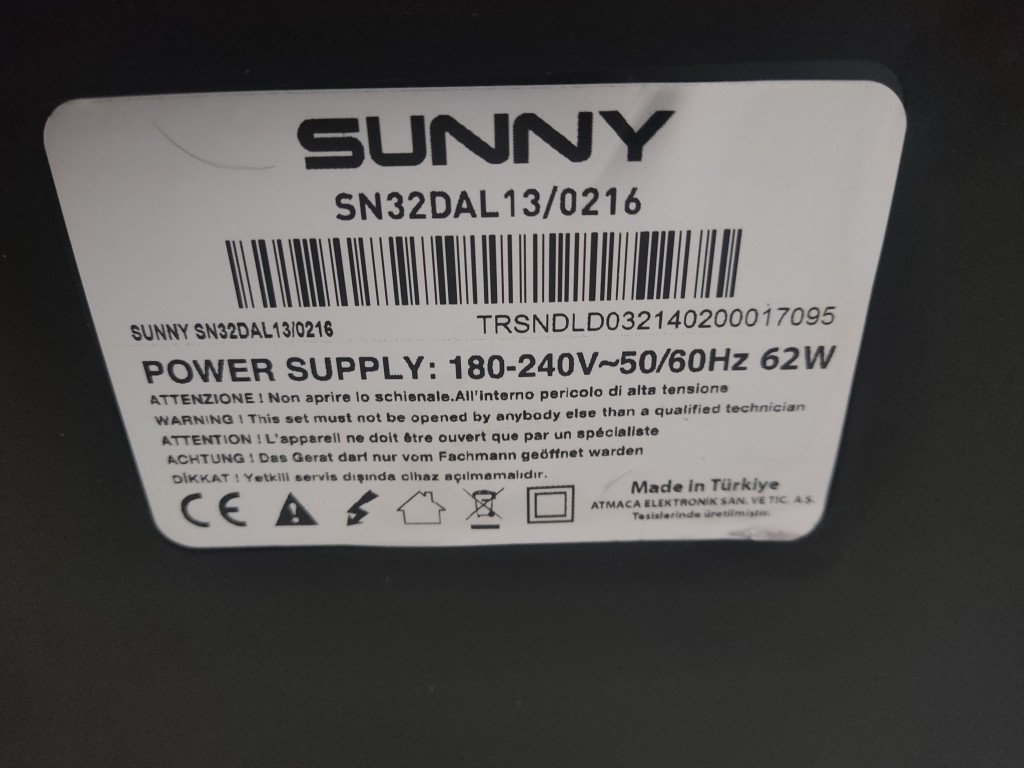 SUNNY
SN32DAL13/0216
SUNNY SN32DAL13/0216 TRSNDLD032140200017095
POWER SUPPLY: 180-240V~50/60Hz 62W
ATTENZIONE ! Non aprire lo schienale.All'interno pericolo di alta tensione
WARNING ! This set must not be opened by anybody else than a qualified technician
ATTENTION ! L'appareil ne doit être ouvert que par un spécialiste
ACHTUNG ! Das Gerat darf nur vom Fachmann geöffnet warden
DİKKAT ! Yetkili servis dışında cihaz açılmamalıdır.
CE
Made in Türkiye
ATMACA ELEKTRONIK SAN. VE TIC. A.Ş.
Tesislerinde üretilmiştir.